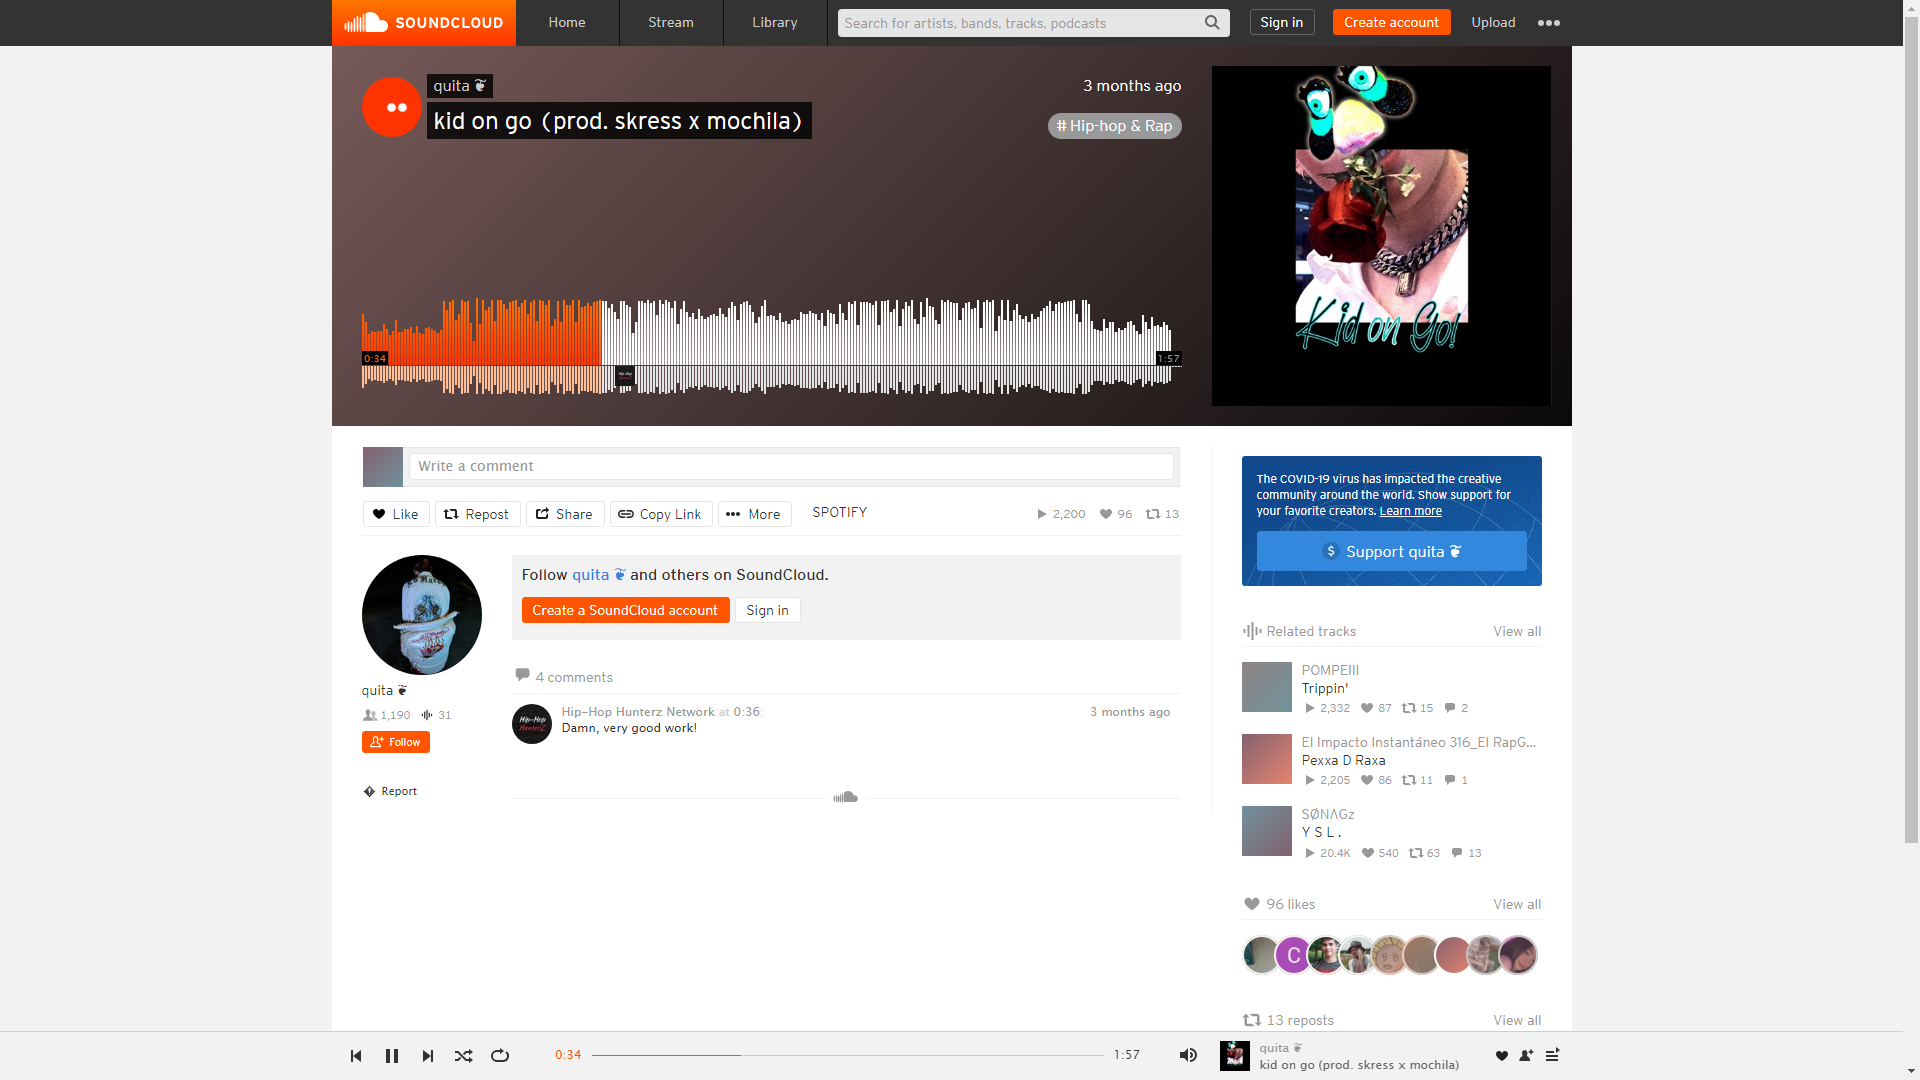 SOUNDCLOUD
Home
Stream
Library
Search for artists, bands, tracks, podcasts
Sign in
Create account
Upload
quita ❦
3 months ago
kid on go (prod. skress x mochila)
# Hip-hop & Rap
Kid on Go!
0:34
1:57
Write a comment
Like
Repost
Share
Copy Link
More
SPOTIFY
2,200
96
13
The COVID-19 virus has impacted the creative
community around the world. Show support for
your favorite creators. Learn more
Support quita ❦
Follow quita ❦ and others on SoundCloud.
Create a SoundCloud account
Sign in
quita ❦
1,190
31
Follow
Report
4 comments
Hip-Hop Hunterz Network at 0:36:
3 months ago
Damn, very good work!
Hip-Hop
HunterZ
Related tracks
View all
POMPEIII
Trippin'
2,332
87
15
2
El Impacto Instantáneo 316_El RapG...
Pexxa D Raxa
2,205
86
11
1
SØNΛGz
Y S L .
20.4K
540
63
13
96 likes
View all
C
13 reposts
View all
0:34
1:57
quita ❦
kid on go (prod. skress x mochila)